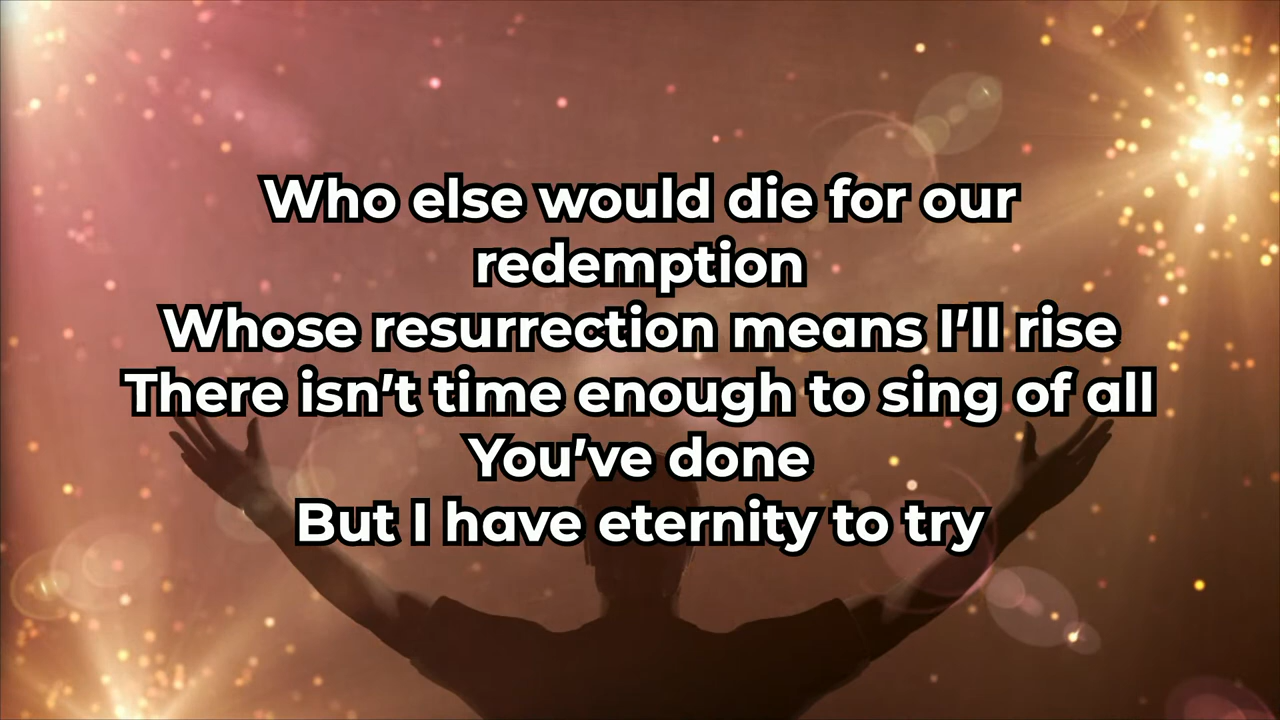 Who else would die for our
redemption
Whose resurrection means I'll rise
There isn't time enough to sing of all
You've done
But I have eternity to try